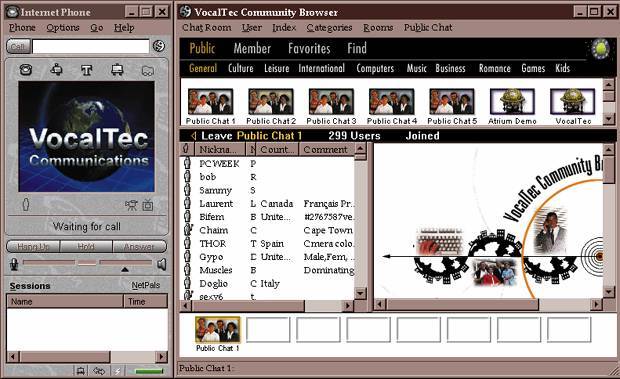 Internet Phone
Phone Options Go Help
Call
VocalTec
Communications
Waiting for call
Hang Up Hold Answer
Sessions NetPals
Name Time
VocalTec Community Browser
Chat Room User Index Categories Rooms Public Chat
Public Member Favorites Find
General Culture Leisure International Computers Music Business Romance Games Kids
Public Chat 1 Public Chat 2 Public Chat 3 Public Chat 4 Public Chat 5 Atrium Demo VocalTec
Leave Public Chat 1 299 Users Joined
Nickna... N Count... Comment
PCWEEK P
bob R
Sammy S
Laurent L Canada Français Pr...
Bifem B Unite... #2767587ve...
Chaim C Cape Town
THOR T Spain Cmera colo...
Gypo D Unite... Male,Fem, ...
Muscles B Dominating
Doglio C Italy
sexy6 t.
VocalTec Community Br
Public Chat 1
Public Chat 1: